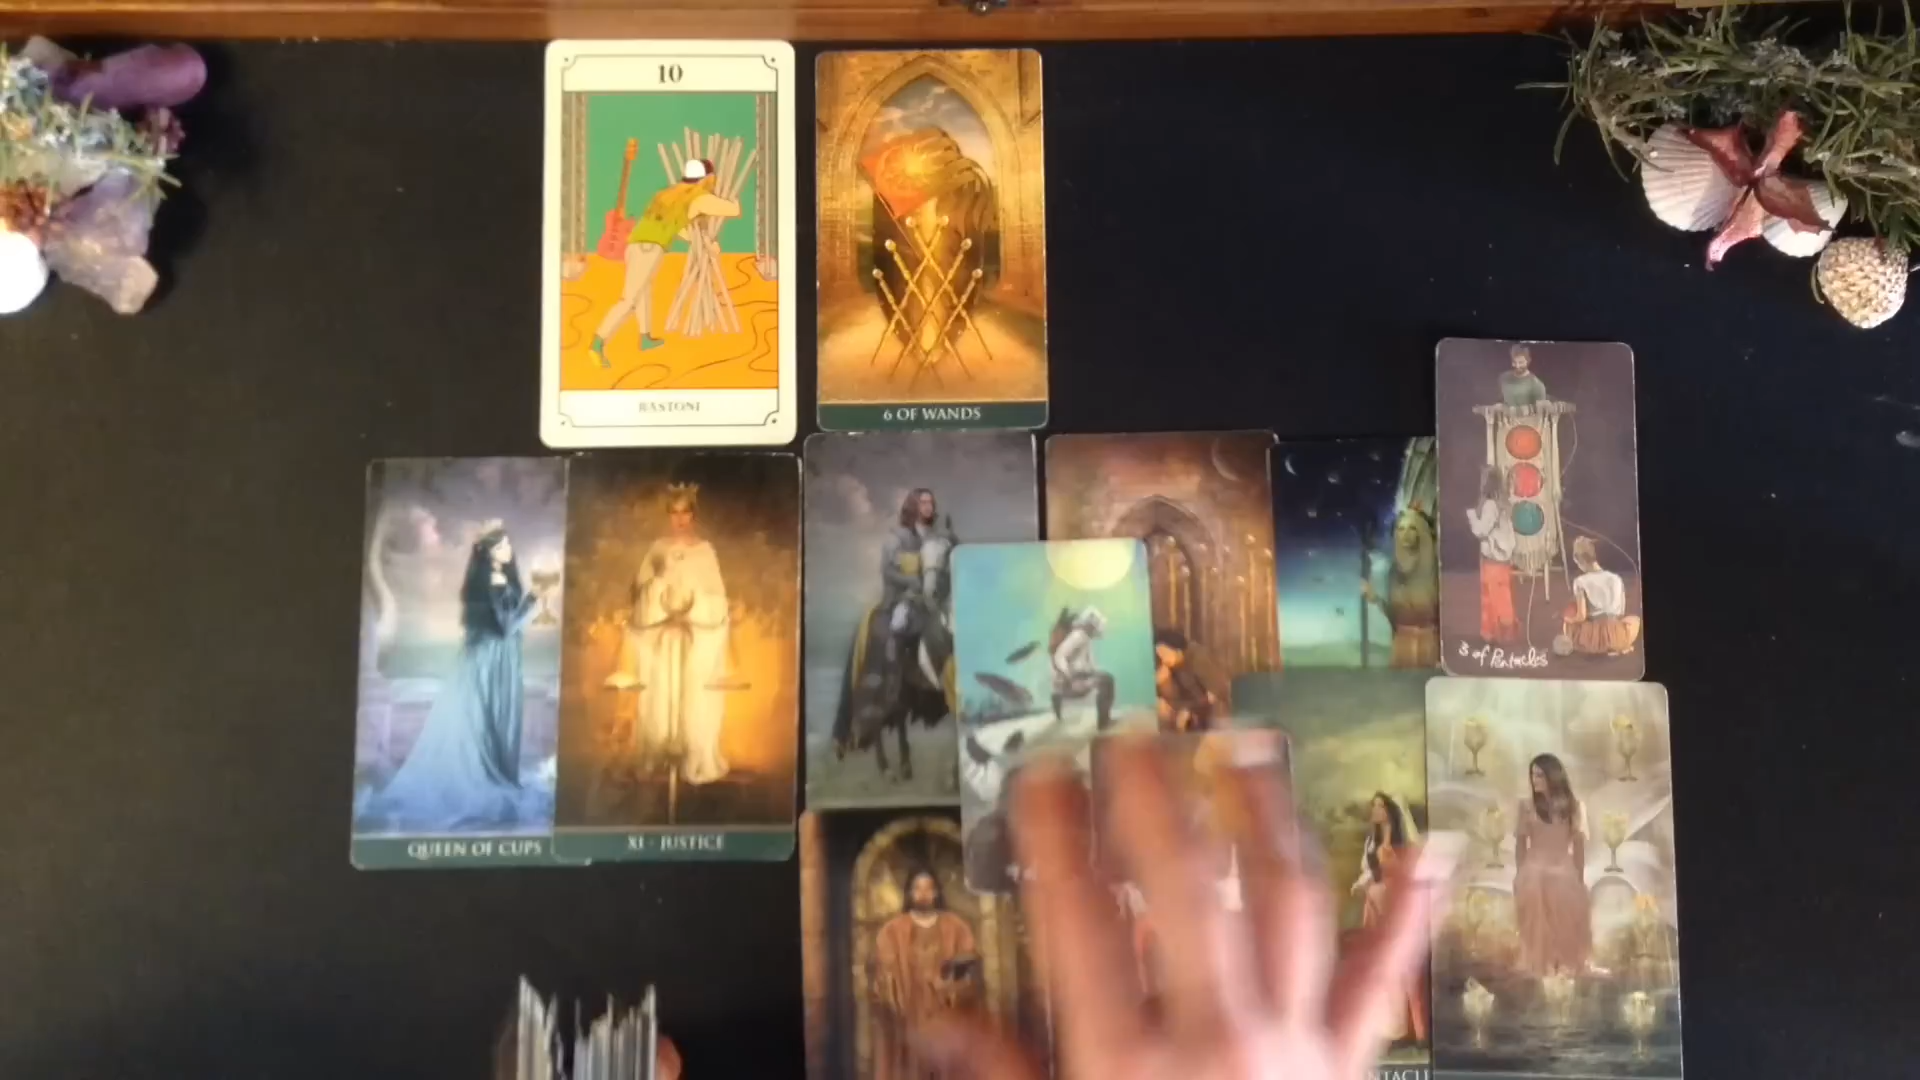 10
BASTONI
6 OF WANDS
3 of Pentacles
QUEEN OF CUPS
XI - JUSTICE